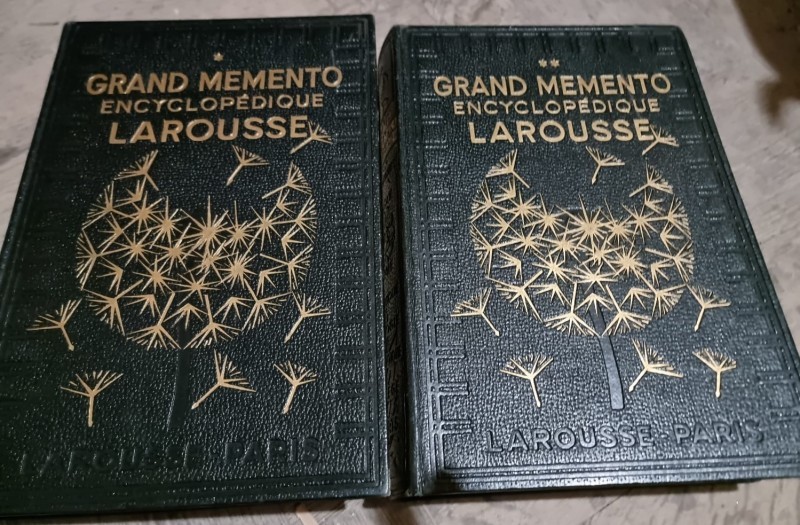 *
GRAND MEMENTO
ENCYCLOPÉDIQUE
LAROUSSE
LAROUSSE-PARIS
**
GRAND MEMENTO
ENCYCLOPÉDIQUE
LAROUSSE
LAROUSSE-PARIS